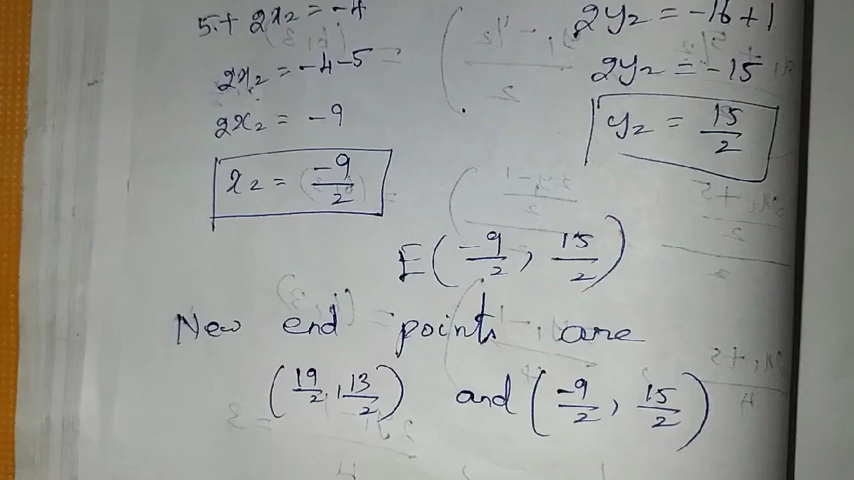 5 + 2x₂ = -4
2x₂ = -4-5
2x₂ = -9
x₂ = -9/2
2y₂ = -16+1
2y₂ = -15
y₂ = 15/2
E(-9/2, 15/2)
New end points are
(19/2, 13/2) and (-9/2, 15/2)